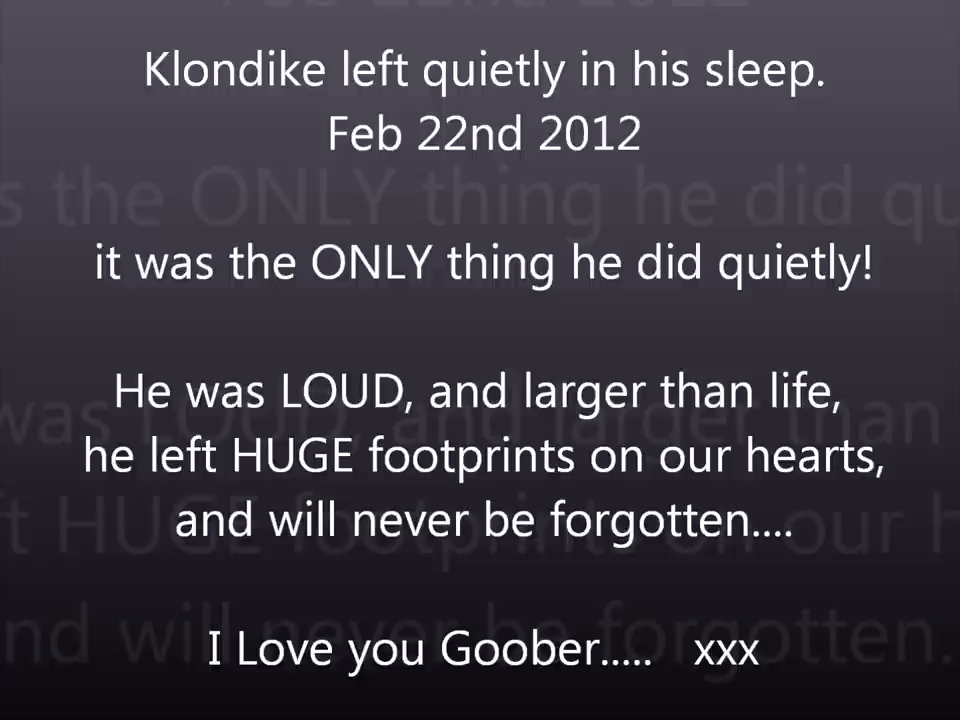 Klondike left quietly in his sleep.
Feb 22nd 2012
it was the ONLY thing he did quietly!
He was LOUD, and larger than life,
he left HUGE footprints on our hearts,
and will never be forgotten....
I Love you Goober..... xxx